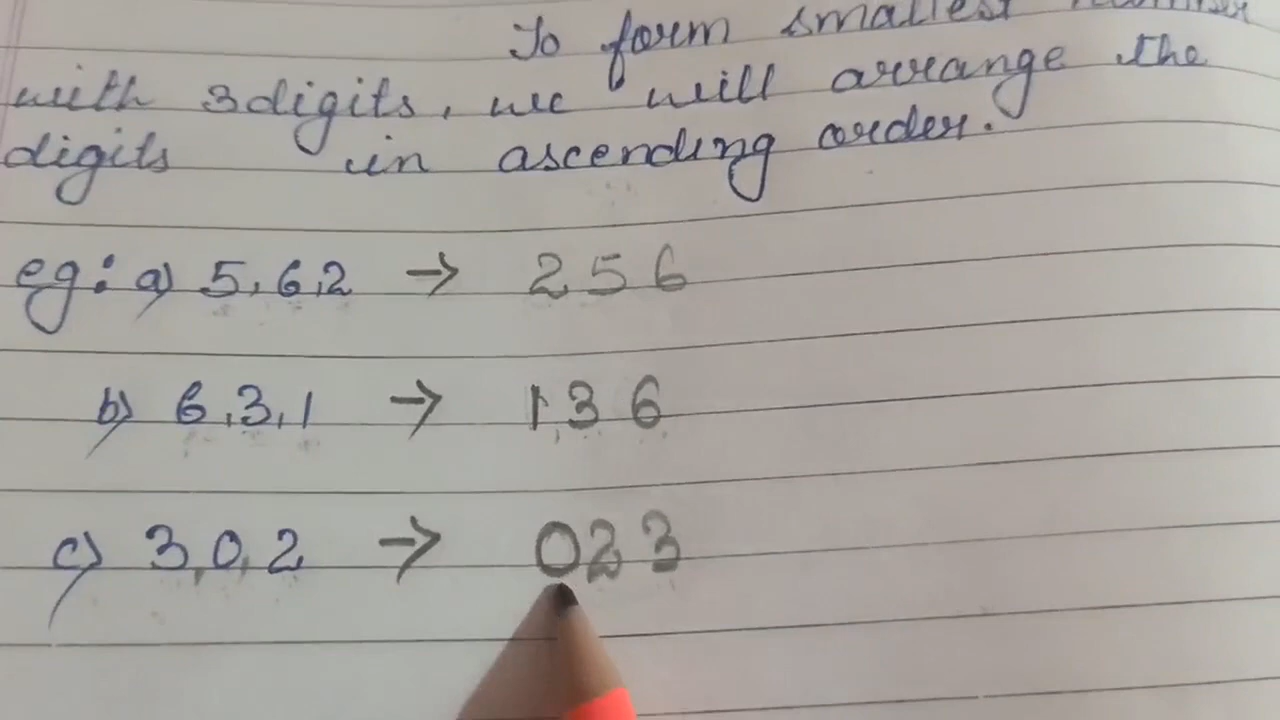 To form smallest number
with 3digits, we will arrange the
digits in ascending order.
eg: a) 5,6,2 → 256
b) 6,3,1 → 136
c) 3,0,2 → 023